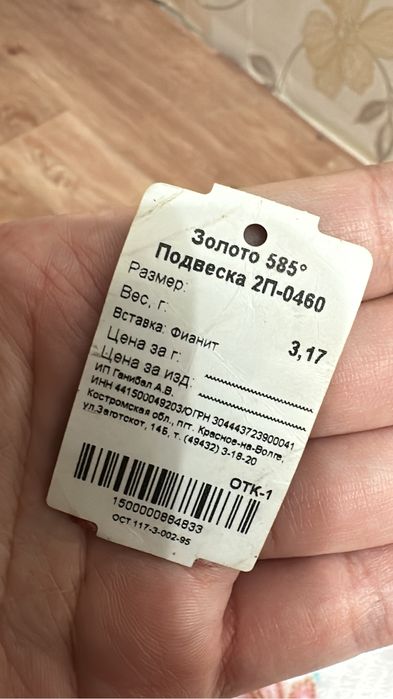 Золото 585°
Подвеска 2П-0460
Размер:
Вес, г: 3,17
Вставка: Фианит
Цена за г:
Цена за изд:
ИП Ганибал А.В.
ИНН 441500049203/ОГРН 304443723900041
Костромская обл., пгт. Красное-на-Волге,
ул.Заготскот, 14Б, т. (49432) 3-18-20
ОТК-1
1500000884833
ОСТ 117-3-002-95